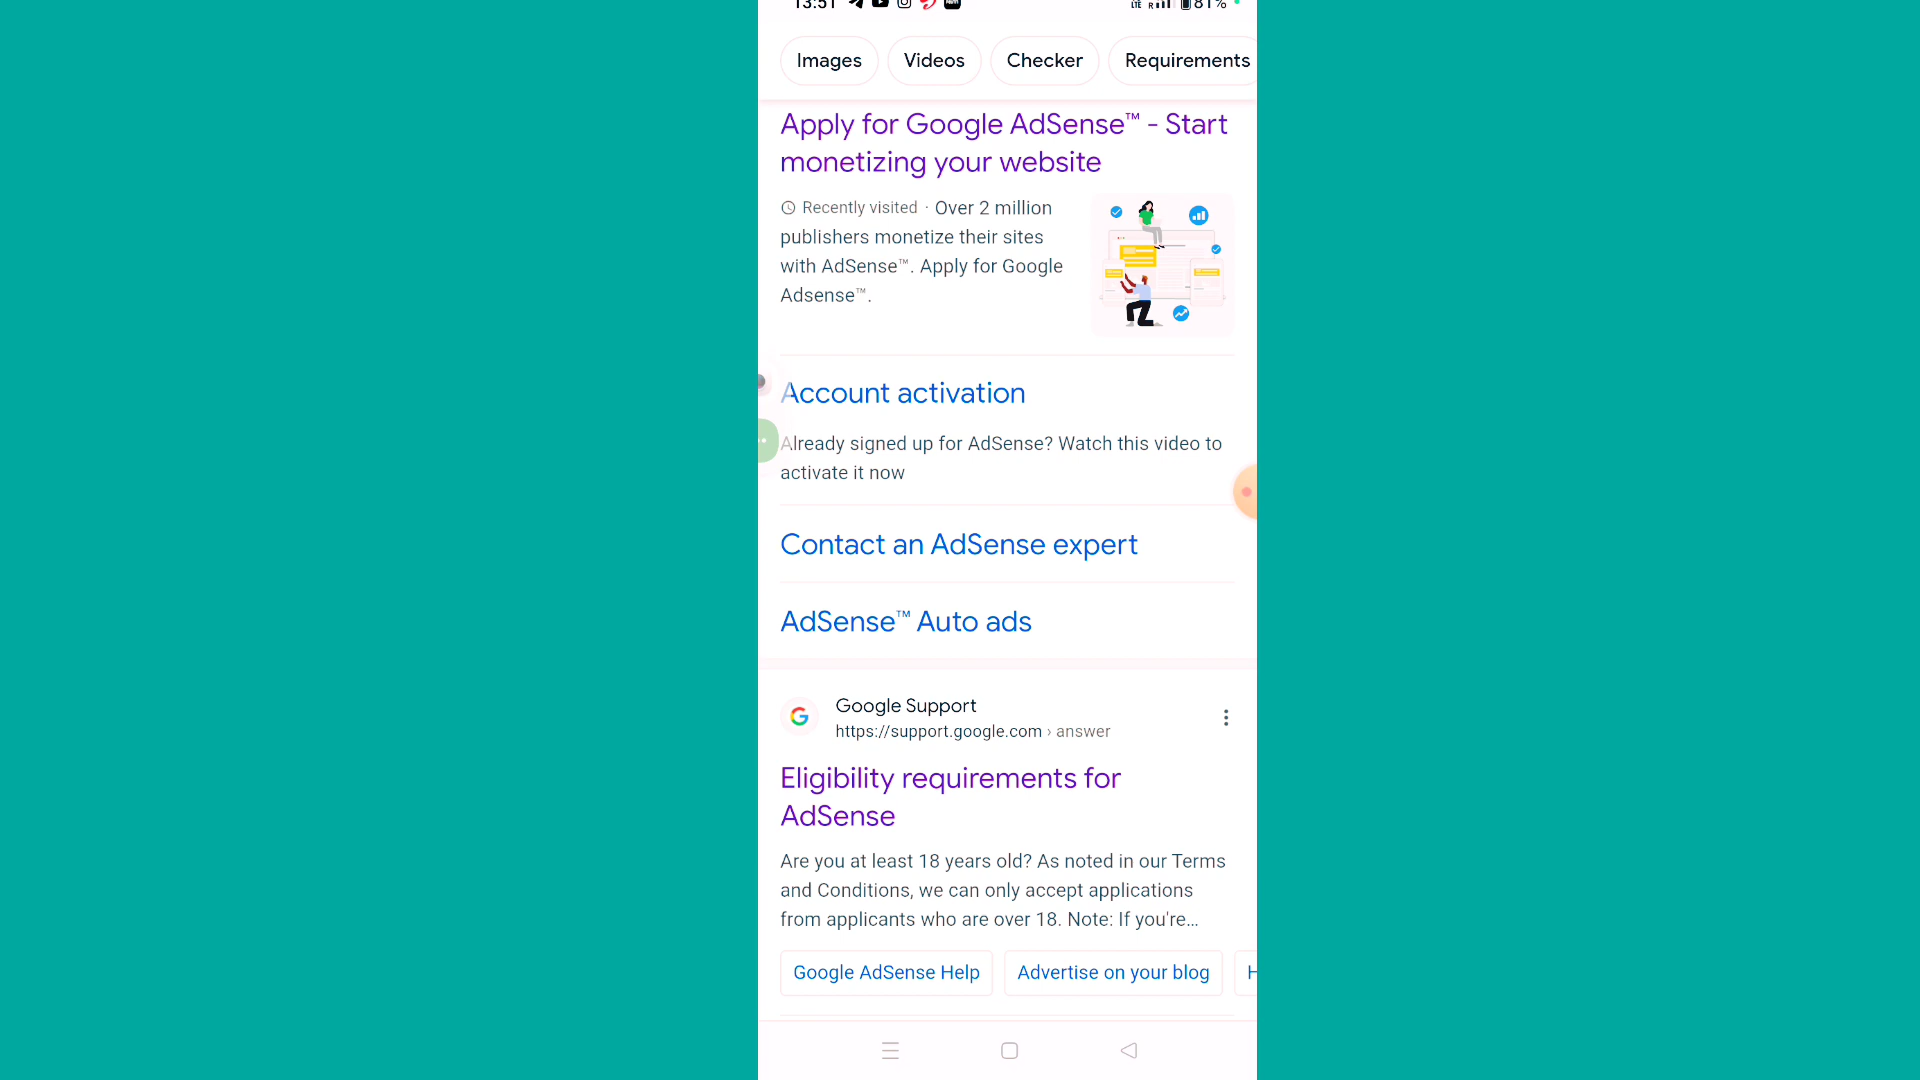 13:51 81%
Images Videos Checker Requirements
Apply for Google AdSense™ - Start
monetizing your website
Recently visited · Over 2 million
publishers monetize their sites
with AdSense™. Apply for Google
Adsense™.
Account activation
Already signed up for AdSense? Watch this video to
activate it now
Contact an AdSense expert
AdSense™ Auto ads
Google Support
https://support.google.com › answer
Eligibility requirements for
AdSense
Are you at least 18 years old? As noted in our Terms
and Conditions, we can only accept applications
from applicants who are over 18. Note: If you're...
Google AdSense Help Advertise on your blog H